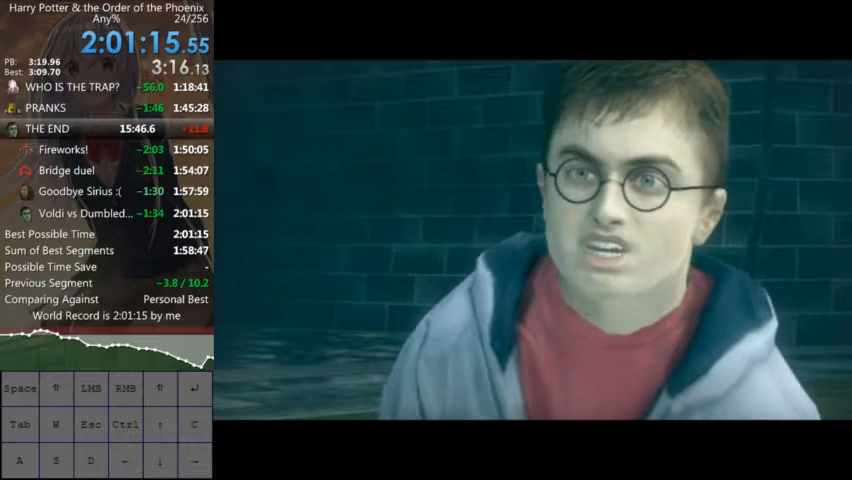 Harry Potter & the Order of the Phoenix
Any% 24/256
2:01:15.55
PB: 3:19.96
Best: 3:09.70
3:16.13
WHO IS THE TRAP? -56.0 1:18:41
PRANKS -1:46 1:45:28
THE END 15:46.6 +11.8
Fireworks! -2:03 1:50:05
Bridge duel -2:11 1:54:07
Goodbye Sirius :( -1:30 1:57:59
Voldi vs Dumbled... -1:34 2:01:15
Best Possible Time 2:01:15
Sum of Best Segments 1:58:47
Possible Time Save -
Previous Segment -3.8 / 10.2
Comparing Against Personal Best
World Record is 2:01:15 by me
Space ⇧ LMB RMB ⇧ ↵
Tab W Esc Ctrl ↑ C
A S D ← ↓ →